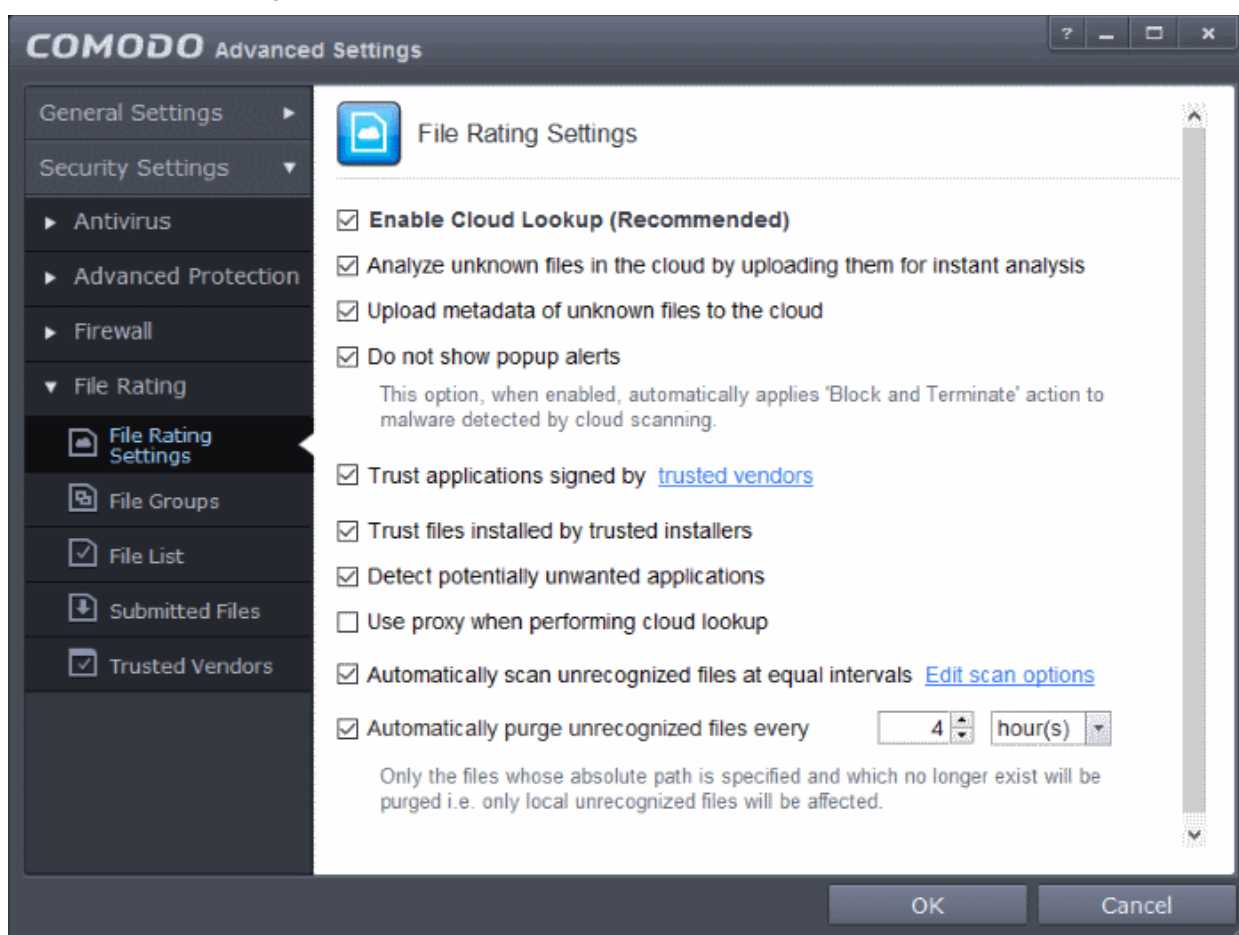 COMODO Advanced Settings
?
General Settings
Security Settings
Antivirus
Advanced Protection
Firewall
File Rating
File Rating
Settings
File Groups
File List
Submitted Files
Trusted Vendors
File Rating Settings
Enable Cloud Lookup (Recommended)
Analyze unknown files in the cloud by uploading them for instant analysis
Upload metadata of unknown files to the cloud
Do not show popup alerts
This option, when enabled, automatically applies 'Block and Terminate' action to
malware detected by cloud scanning.
Trust applications signed by trusted vendors
Trust files installed by trusted installers
Detect potentially unwanted applications
Use proxy when performing cloud lookup
Automatically scan unrecognized files at equal intervals Edit scan options
Automatically purge unrecognized files every 4 hour(s)
Only the files whose absolute path is specified and which no longer exist will be
purged i.e. only local unrecognized files will be affected.
OK Cancel